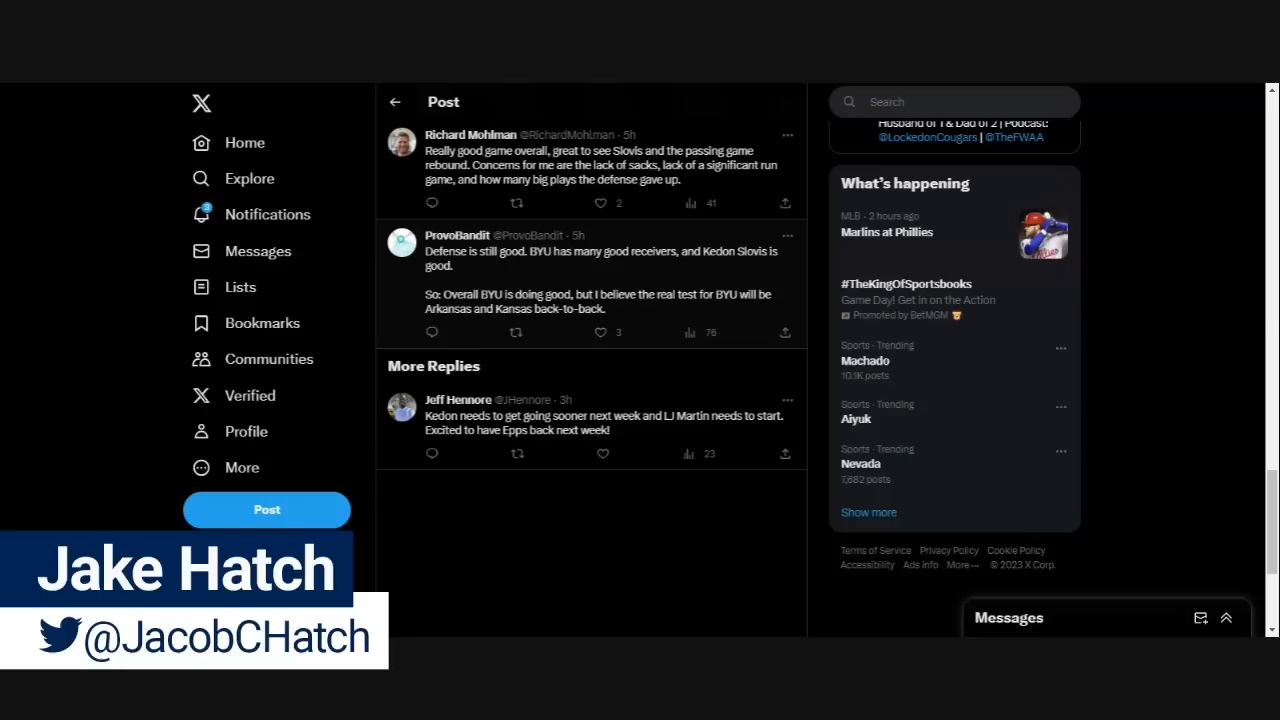 Home
Explore
3
Notifications
Messages
Lists
Bookmarks
Communities
Verified
Profile
More
Post
Post
Richard Mohlman @RichardMohlman · 5h
Really good game overall, great to see Slovis and the passing game
rebound. Concerns for me are the lack of sacks, lack of a significant run
game, and how many big plays the defense gave up.
2 41
ProvoBandit @ProvoBandit · 5h
Defense is still good. BYU has many good receivers, and Kedon Slovis is
good.
So: Overall BYU is doing good, but I believe the real test for BYU will be
Arkansas and Kansas back-to-back.
3 76
More Replies
Jeff Hennore @JHennore · 3h
Kedon needs to get going sooner next week and LJ Martin needs to start.
Excited to have Epps back next week!
23
Search
Husband of 1 & Dad of 2 | Podcast:
@LockedonCougars | @TheFWAA
What's happening
MLB · 2 hours ago
Marlins at Phillies
#TheKingOfSportsbooks
Game Day! Get in on the Action
Promoted by BetMGM
Sports · Trending
Machado
10.1K posts
Sports · Trending
Aiyuk
Sports · Trending
Nevada
7,682 posts
Show more
Terms of Service Privacy Policy Cookie Policy
Accessibility Ads info More ··· © 2023 X Corp.
Messages
Jake Hatch
@JacobCHatch